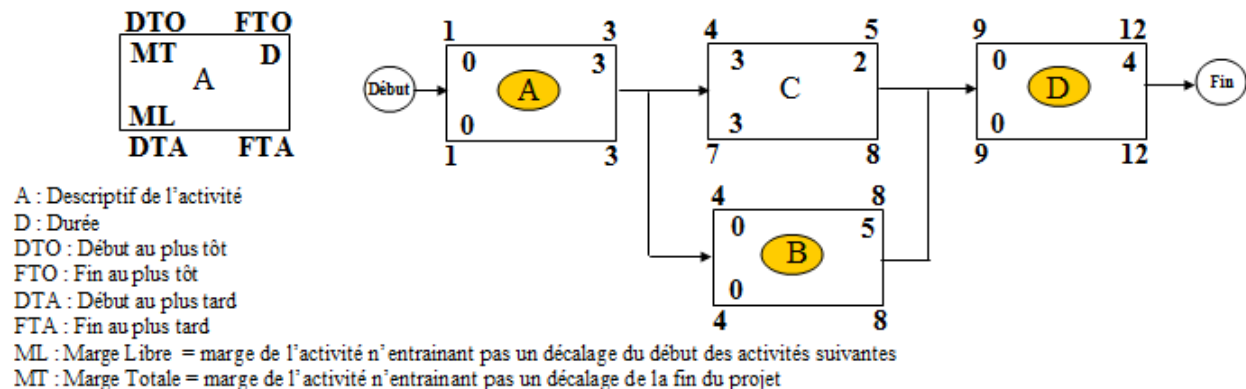 DTO FTO
MT D
A
ML
DTA FTA
Début
1 3
0 3
A
0
1 3
4 5
3 2
C
3
7 8
4 8
0 5
B
0
4 8
9 12
0 4
D
0
9 12
Fin
A : Descriptif de l'activité
D : Durée
DTO : Début au plus tôt
FTO : Fin au plus tôt
DTA : Début au plus tard
FTA : Fin au plus tard
ML : Marge Libre = marge de l'activité n'entrainant pas un décalage du début des activités suivantes
MT : Marge Totale = marge de l'activité n'entrainant pas un décalage de la fin du projet